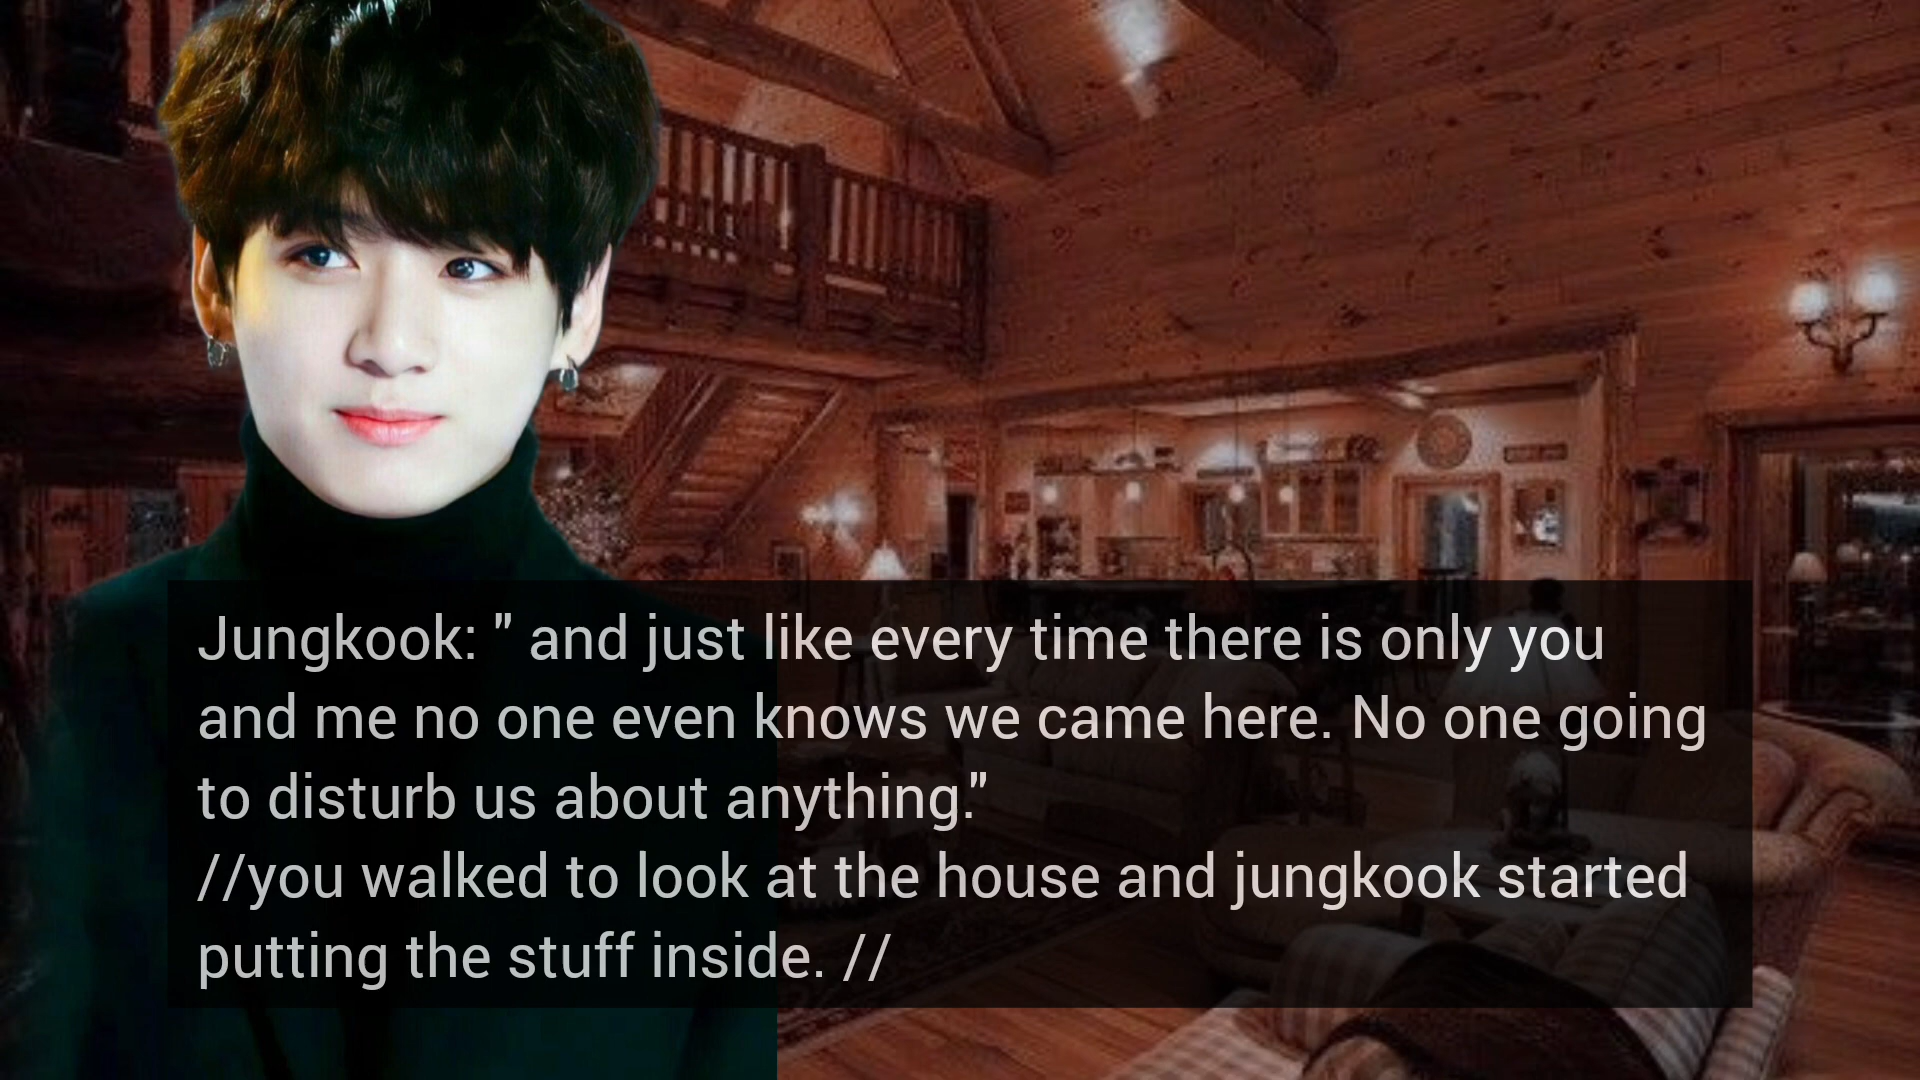 Jungkook: " and just like every time there is only you
and me no one even knows we came here. No one going
to disturb us about anything."
//you walked to look at the house and jungkook started
putting the stuff inside. //